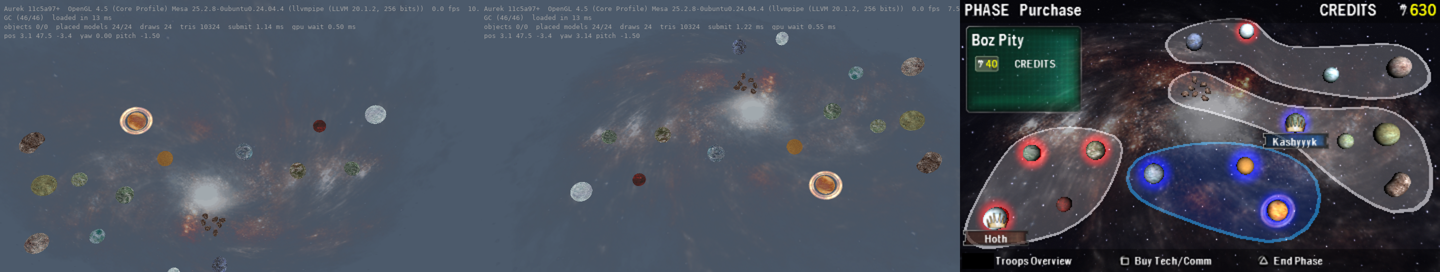 Aurek 11c5a97+ OpenGL 4.5 (Core Profile) Mesa 25.2.8-0ubuntu0.24.04.4 (llvmpipe (LLVM 20.1.2, 256 bits)) 0.0 fps 10.
GC (46/46) loaded in 13 ms
objects 0/0 placed models 24/24 draws 24 tris 10324 submit 1.14 ms gpu wait 0.50 ms
pos 3.1 47.5 -3.4 yaw 0.00 pitch -1.50
Aurek 11c5a97+ OpenGL 4.5 (Core Profile) Mesa 25.2.8-0ubuntu0.24.04.4 (llvmpipe (LLVM 20.1.2, 256 bits)) 0.0 fps 7.5
GC (46/46) loaded in 13 ms
objects 0/0 placed models 24/24 draws 24 tris 10324 submit 1.22 ms gpu wait 0.55 ms
pos 3.1 47.5 -3.4 yaw 3.14 pitch -1.50
PHASE Purchase
CREDITS 630
Boz Pity
40 CREDITS
Kashyyyk
Hoth
Troops Overview
Buy Tech/Comm
End Phase